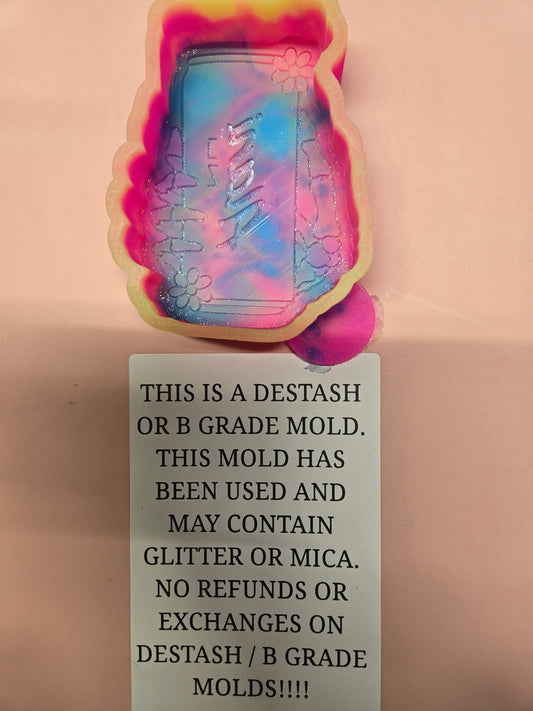 THIS IS A DESTASH
OR B GRADE MOLD.
THIS MOLD HAS
BEEN USED AND
MAY CONTAIN
GLITTER OR MICA.
NO REFUNDS OR
EXCHANGES ON
DESTASH / B GRADE
MOLDS!!!!